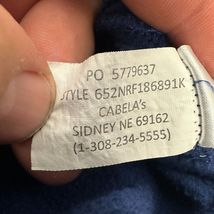 PO 5779637
STYLE 652NRF186891K
CABELA's
SIDNEY NE 69162
(1-308-234-5555)